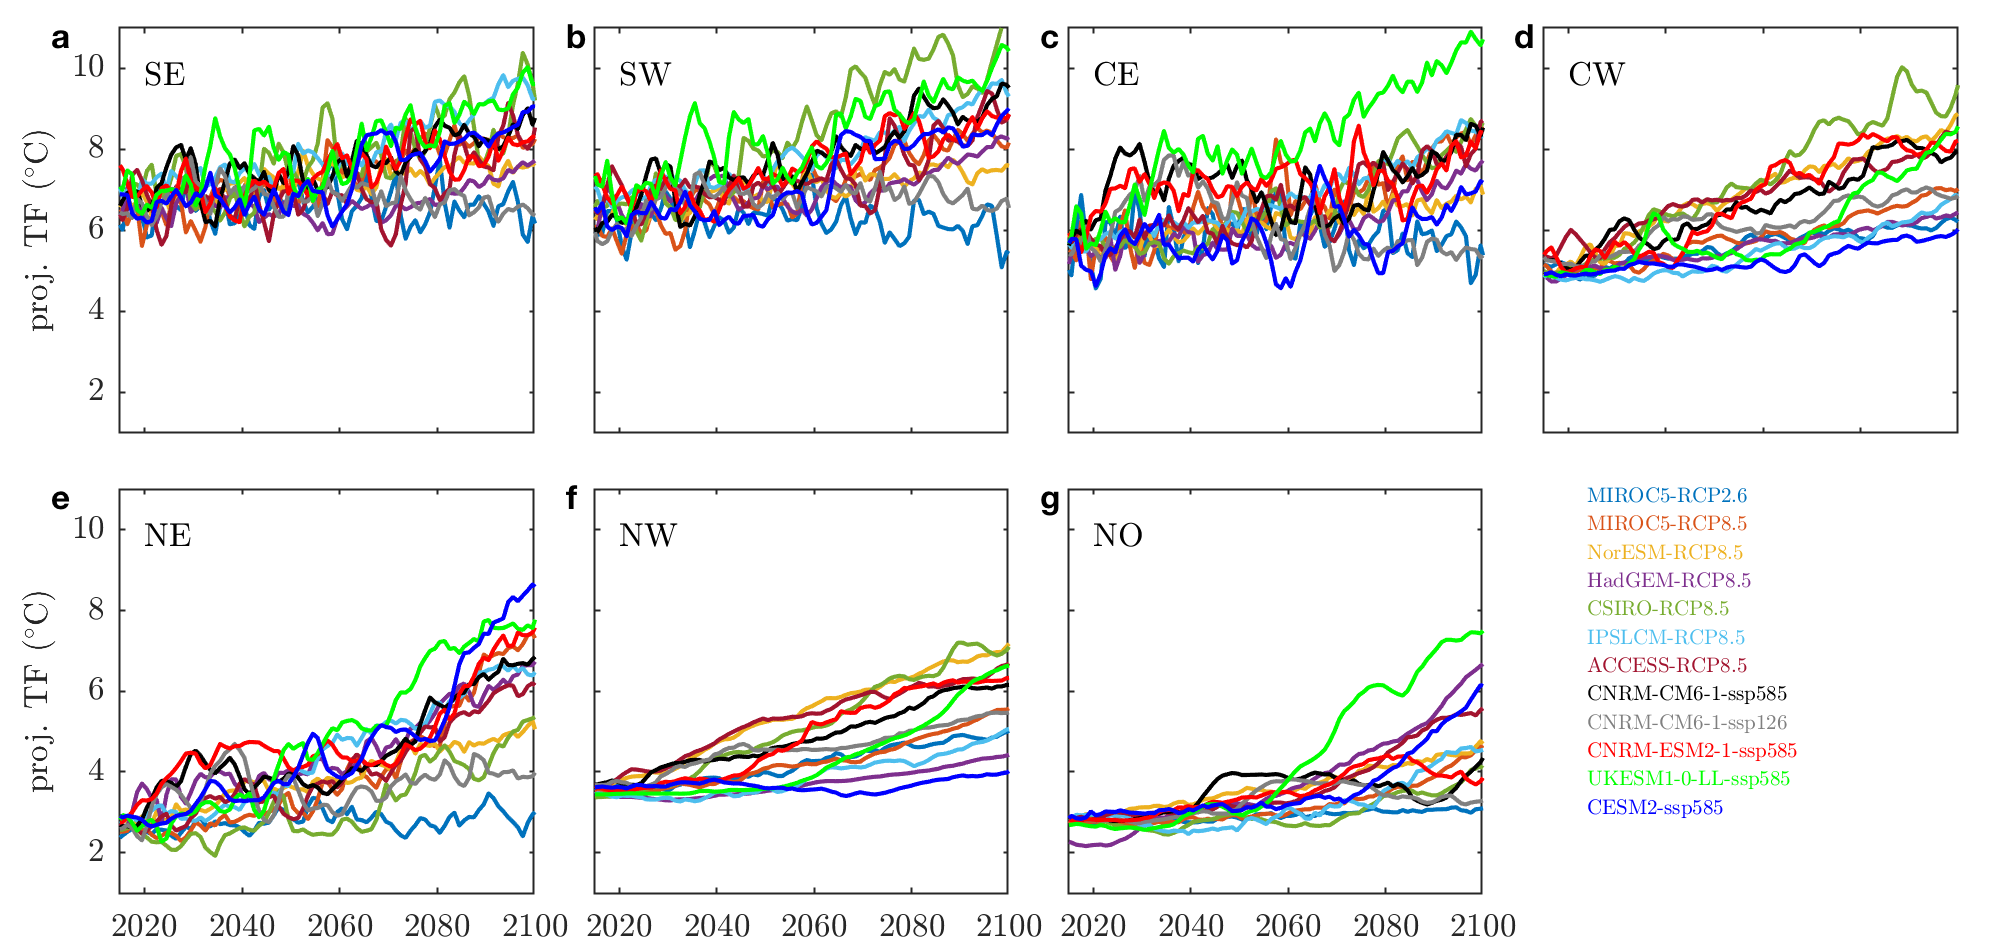 a
b
c
d
SE
SW
CE
CW
10
8
6
4
2
proj. TF (°C)
e
f
g
NE
NW
NO
10
8
6
4
2
proj. TF (°C)
2020 2040 2060 2080 2100
2020 2040 2060 2080 2100
2020 2040 2060 2080 2100
MIROC5-RCP2.6
MIROC5-RCP8.5
NorESM-RCP8.5
HadGEM-RCP8.5
CSIRO-RCP8.5
IPSLCM-RCP8.5
ACCESS-RCP8.5
CNRM-CM6-1-ssp585
CNRM-CM6-1-ssp126
CNRM-ESM2-1-ssp585
UKESM1-0-LL-ssp585
CESM2-ssp585